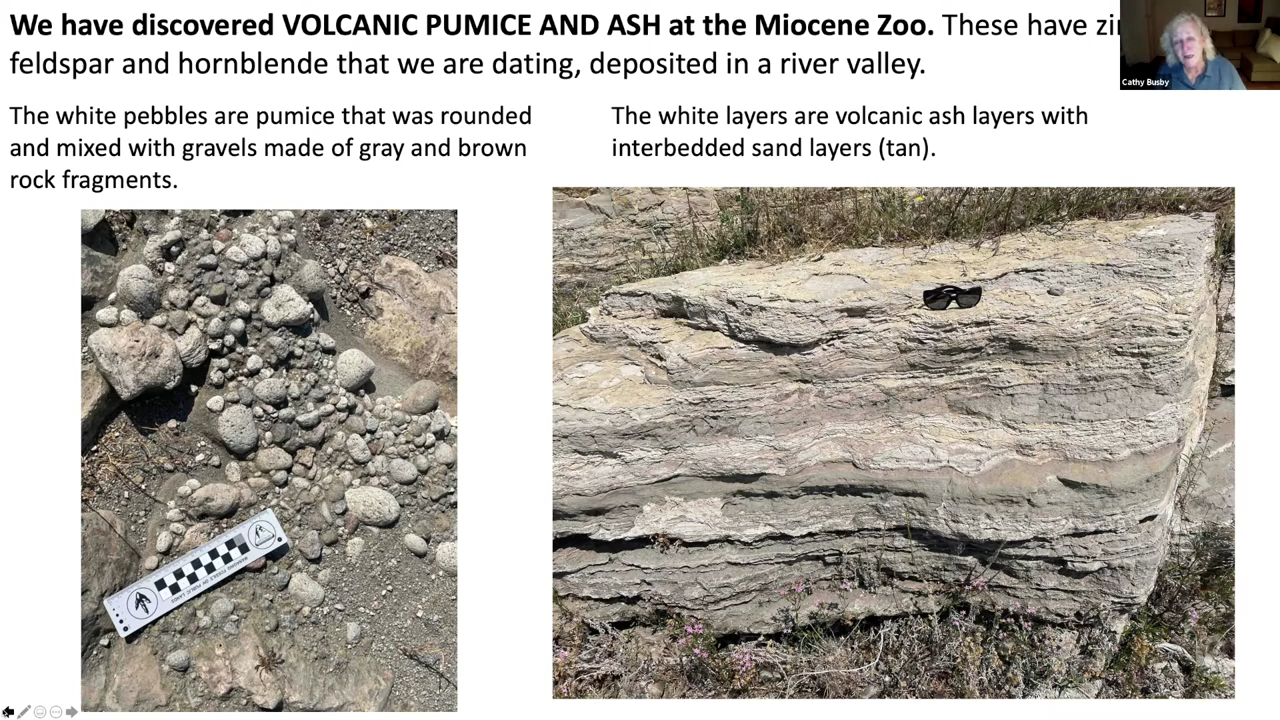 We have discovered VOLCANIC PUMICE AND ASH at the Miocene Zoo. These have
feldspar and hornblende that we are dating, deposited in a river valley.
Cathy Busby
The white pebbles are pumice that was rounded
and mixed with gravels made of gray and brown
rock fragments.
The white layers are volcanic ash layers with
interbedded sand layers (tan).